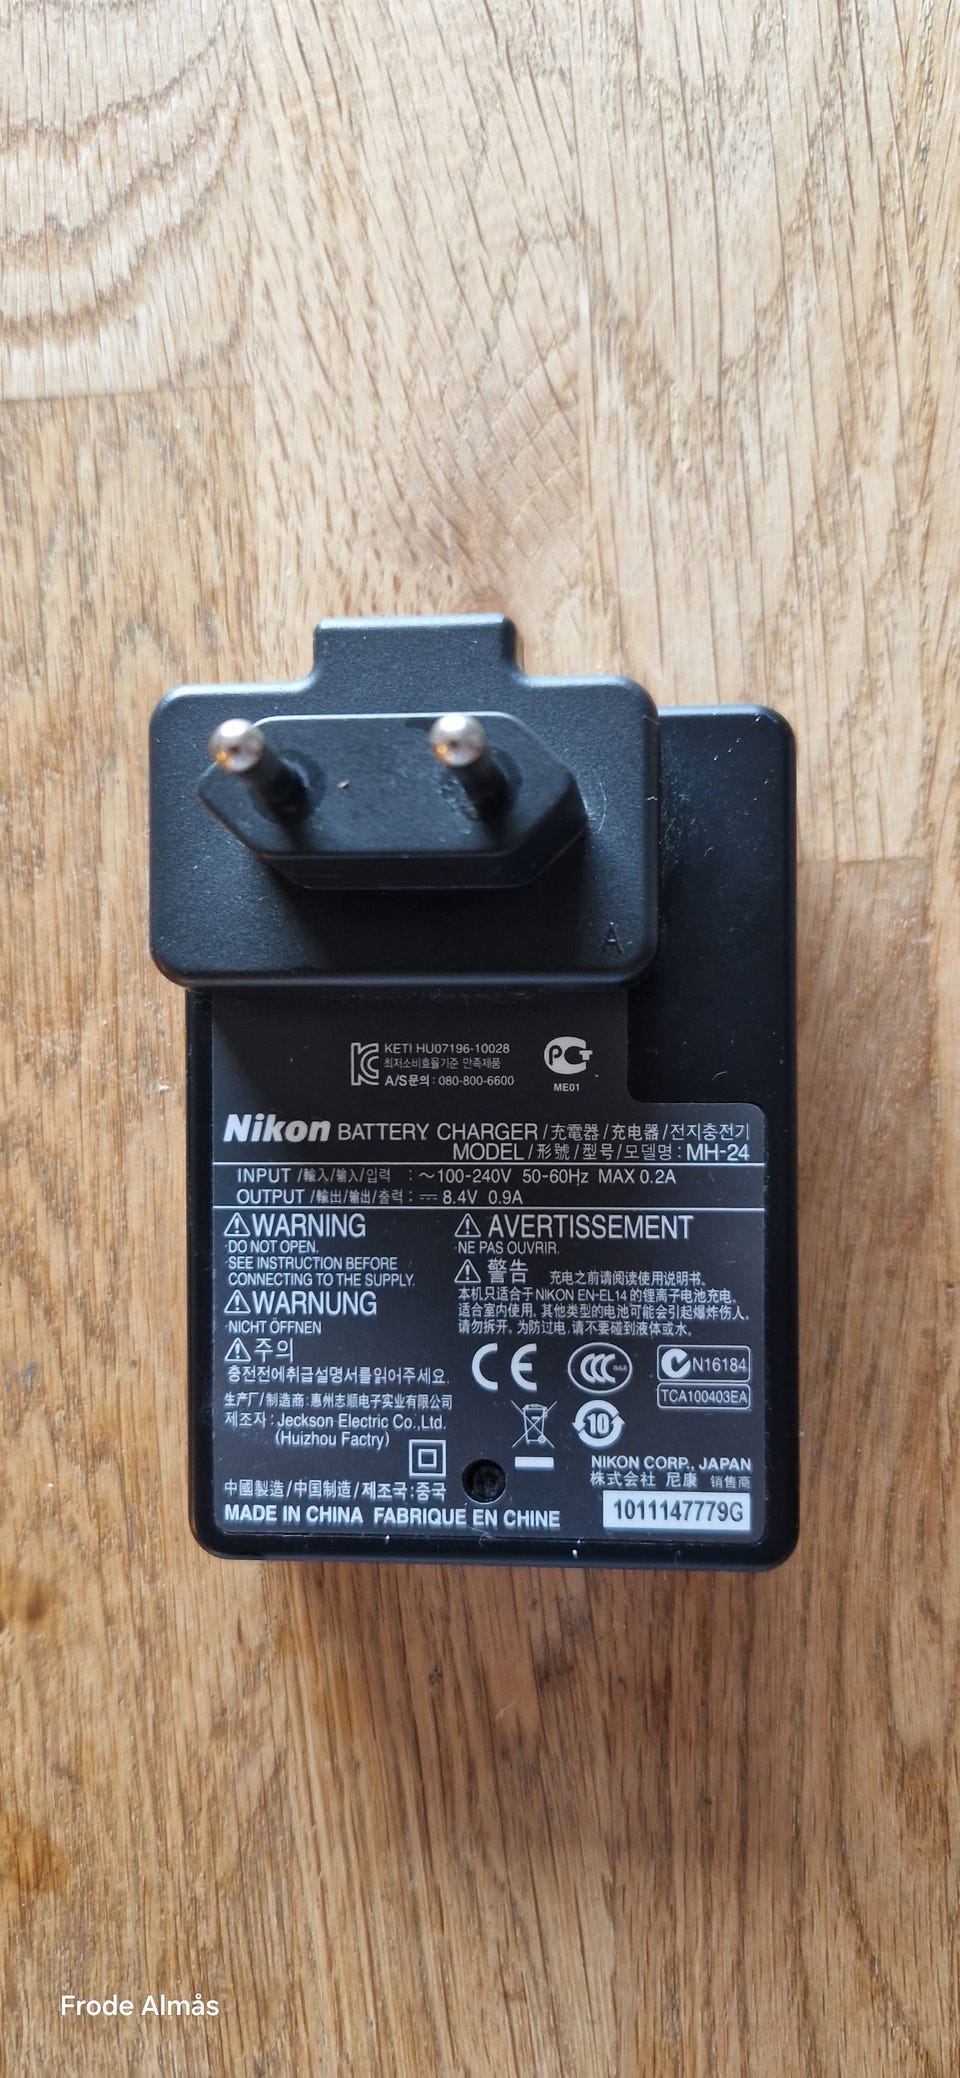 A
KETI HU07196-10028
최저소비효율기준 만족제품
A/S문의 : 080-800-6600
ME01
Nikon BATTERY CHARGER /充電器/充电器/전지충전기
MODEL /形號/型号/모델명 : MH-24
INPUT /輸入/输入/입력 : ~100-240V 50-60Hz MAX 0.2A
OUTPUT /輸出/输出/출력 : ⎓ 8.4V 0.9A
⚠WARNING
·DO NOT OPEN.
·SEE INSTRUCTION BEFORE
CONNECTING TO THE SUPPLY.
⚠WARNUNG
·NICHT ÖFFNEN
⚠주의
충전전에취급설명서를읽어주세요.
⚠ AVERTISSEMENT
·NE PAS OUVRIR.
⚠ 警告 充电之前请阅读使用说明书。
本机只适合于NIKON EN-EL14 的锂离子电池充电。
适合室内使用。其他类型的电池可能会引起爆炸伤人。
请勿拆开。为防过电,请不要碰到液体或水。
CE
CCC
N16184
TCA100403EA
10
生产厂/制造商:惠州志顺电子实业有限公司
제조자 : Jeckson Electric Co.,Ltd.
(Huizhou Factry)
中國製造/中国制造/제조국:중국
MADE IN CHINA FABRIQUE EN CHINE
NIKON CORP., JAPAN
株式会社 尼康 销售商
1011147779G
Frode Almås